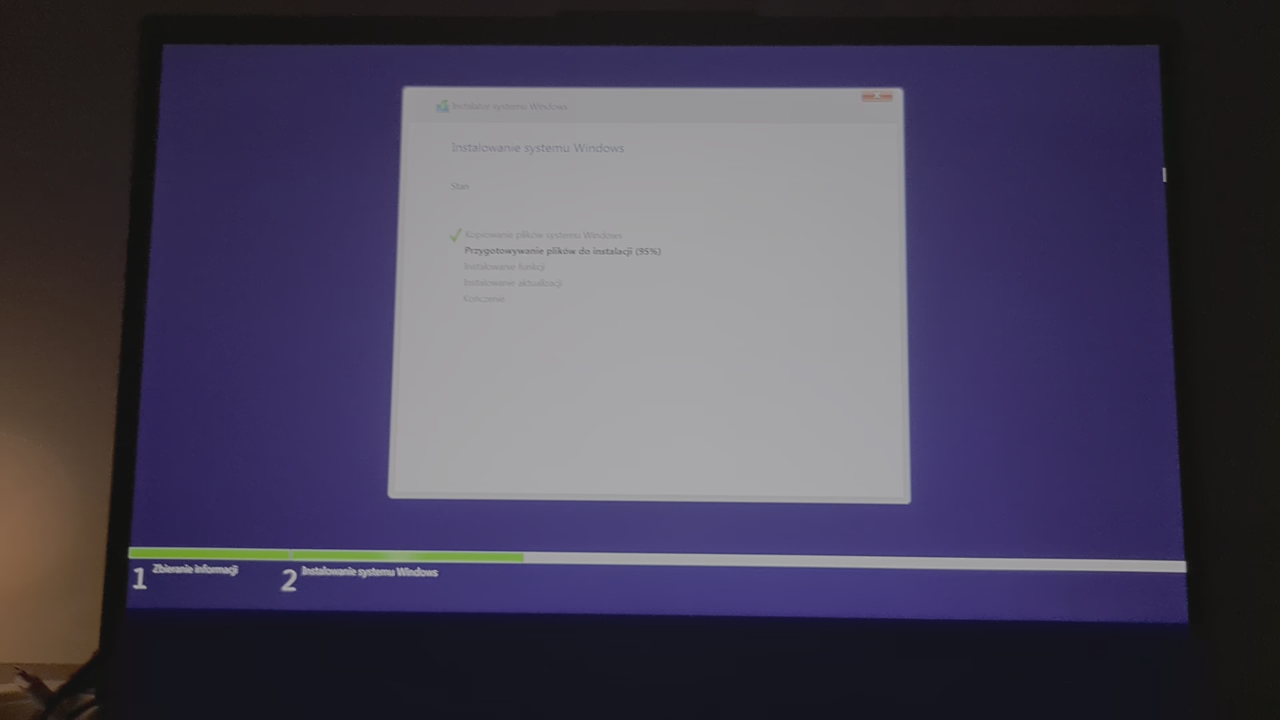 Instalator systemu Windows
Instalowanie systemu Windows
Stan
Kopiowanie plików systemu Windows
Przygotowywanie plików do instalacji (95%)
Instalowanie funkcji
Instalowanie aktualizacji
Kończenie
1 Zbieranie informacji
2 Instalowanie systemu Windows